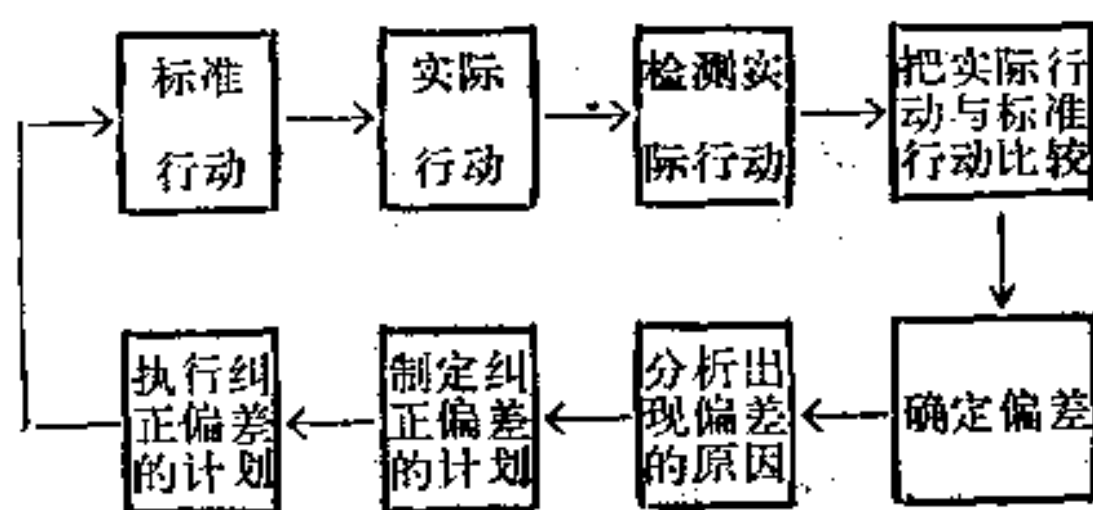 标准
行动
实际
行动
检测实
际行动
把实际行
动与标准
行动比较
执行纠
正偏差
的计划
制定纠
正偏差
的计划
分析出
现偏差
的原因
确定偏差